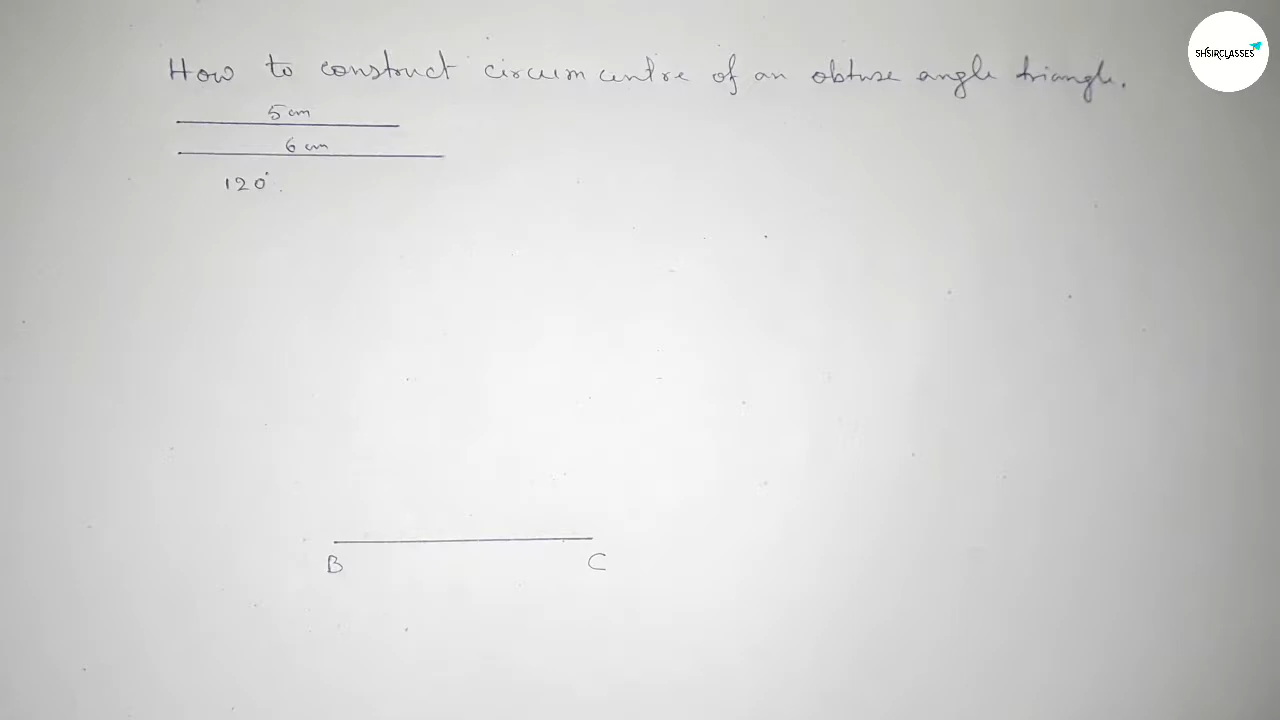 How to construct circumcentre of an obtuse angle triangle.
5 cm
6 cm
120°.
B C
SHSIRCLASSES